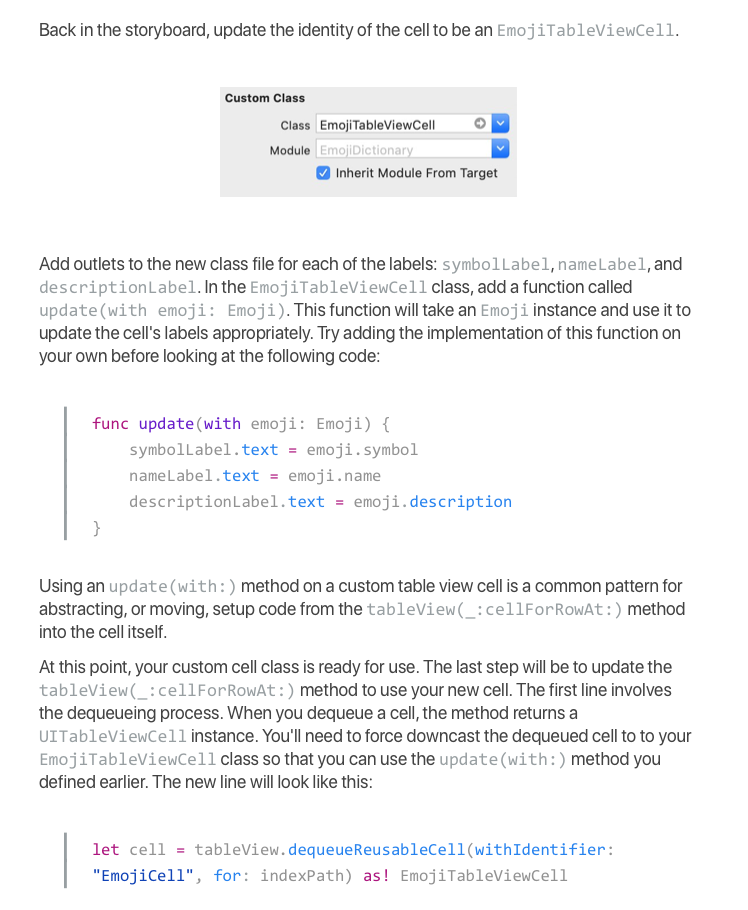 Back in the storyboard, update the identity of the cell to be an EmojiTableViewCell.
Custom Class
Class EmojiTableViewCell
Module EmojiDictionary
Inherit Module From Target
Add outlets to the new class file for each of the labels: symbolLabel, nameLabel, and
descriptionLabel. In the EmojiTableViewCell class, add a function called
update(with emoji: Emoji). This function will take an Emoji instance and use it to
update the cell's labels appropriately. Try adding the implementation of this function on
your own before looking at the following code:
func update(with emoji: Emoji) {
    symbolLabel.text = emoji.symbol
    nameLabel.text = emoji.name
    descriptionLabel.text = emoji.description
}
Using an update(with:) method on a custom table view cell is a common pattern for
abstracting, or moving, setup code from the tableView(_:cellForRowAt:) method
into the cell itself.
At this point, your custom cell class is ready for use. The last step will be to update the
tableView(_:cellForRowAt:) method to use your new cell. The first line involves
the dequeueing process. When you dequeue a cell, the method returns a
UITableViewCell instance. You'll need to force downcast the dequeued cell to to your
EmojiTableViewCell class so that you can use the update(with:) method you
defined earlier. The new line will look like this:
let cell = tableView.dequeueReusableCell(withIdentifier:
"EmojiCell", for: indexPath) as! EmojiTableViewCell